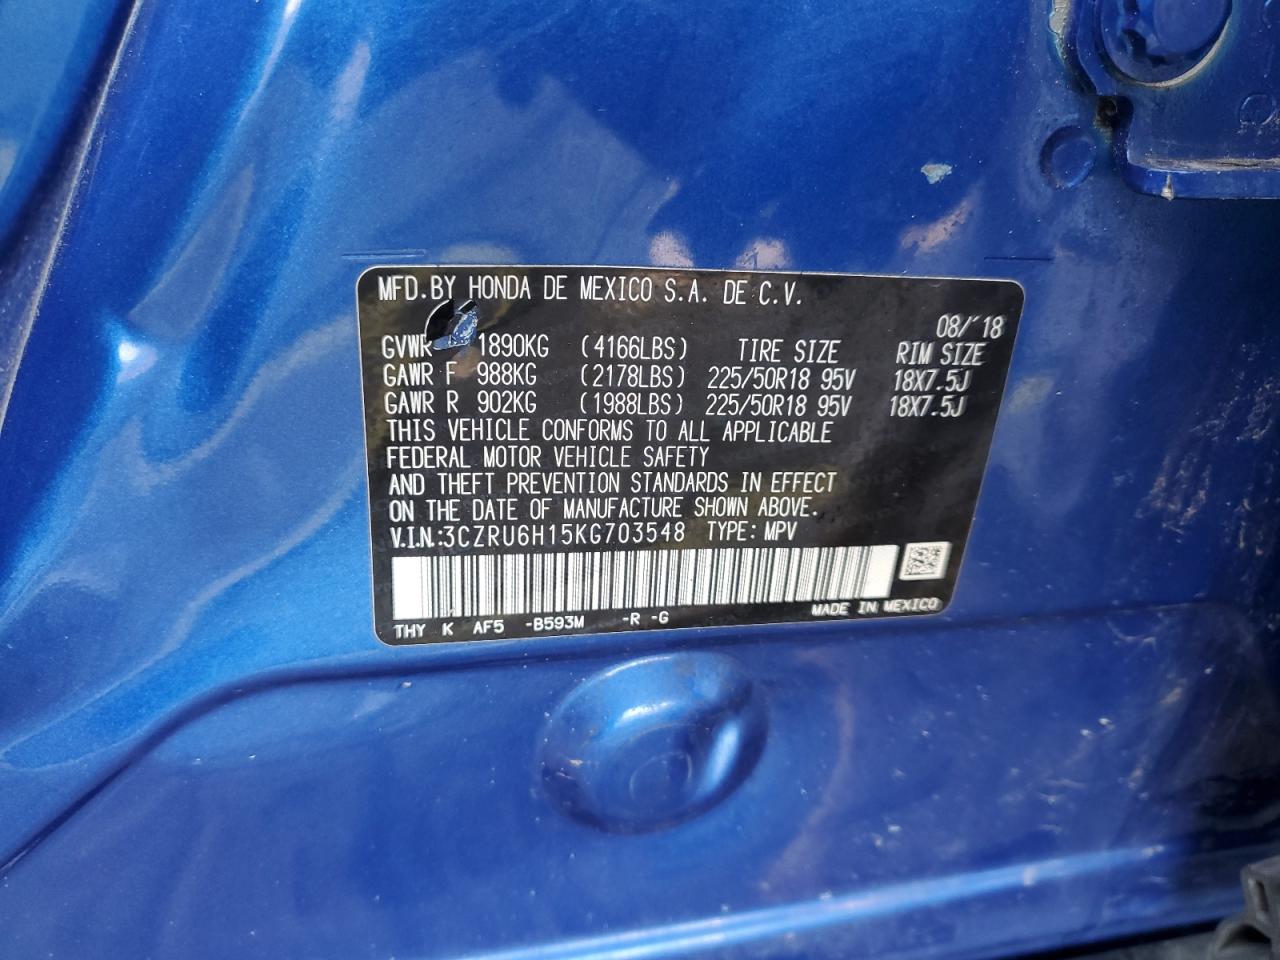 MFD.BY HONDA DE MEXICO S.A. DE C.V.
08/'18
GVWR 1890KG (4166LBS) TIRE SIZE RIM SIZE
GAWR F 988KG (2178LBS) 225/50R18 95V 18X7.5J
GAWR R 902KG (1988LBS) 225/50R18 95V 18X7.5J
THIS VEHICLE CONFORMS TO ALL APPLICABLE
FEDERAL MOTOR VEHICLE SAFETY
AND THEFT PREVENTION STANDARDS IN EFFECT
ON THE DATE OF MANUFACTURE SHOWN ABOVE.
V.I.N.:3CZRU6H15KG703548 TYPE: MPV
THY K AF5 -B593M -R -G MADE IN MEXICO